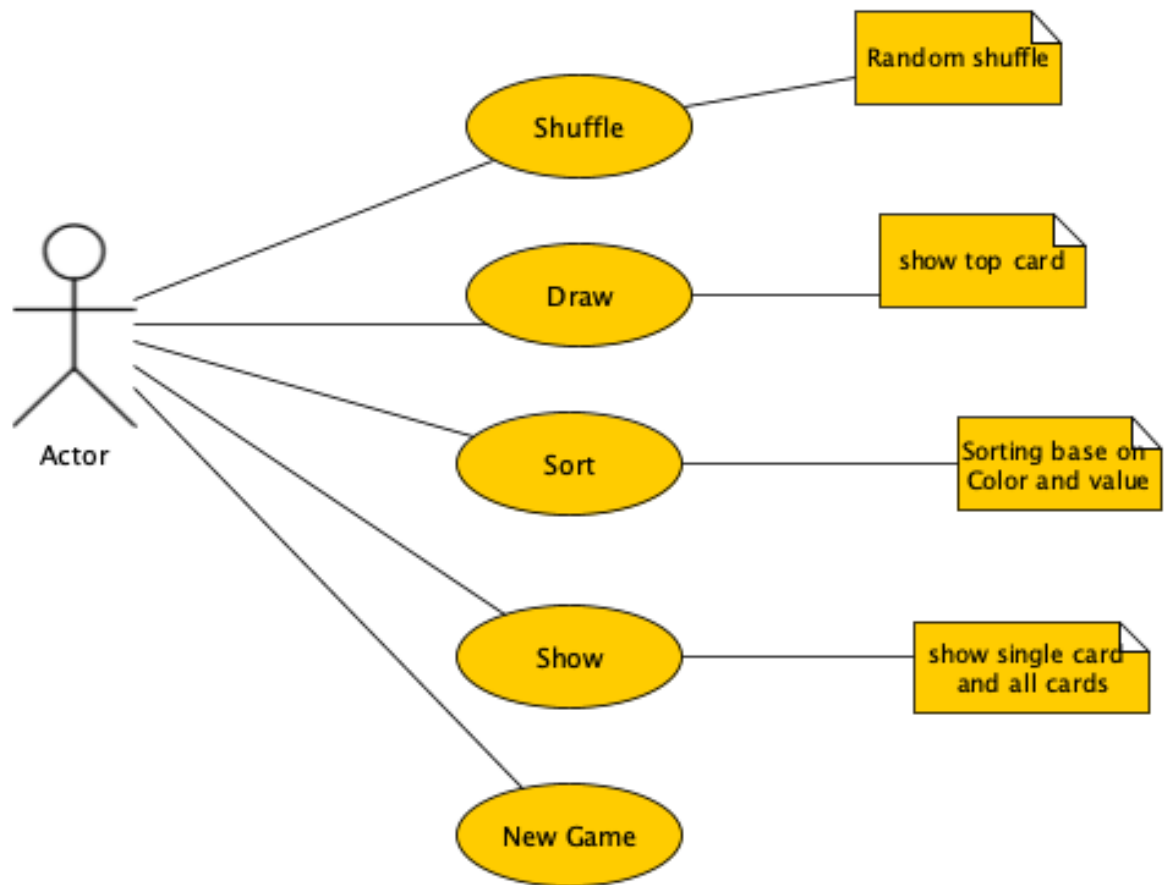 Random shuffle
Shuffle
show top card
Draw
Actor
Sorting base on
Color and value
Sort
show single card
and all cards
Show
New Game